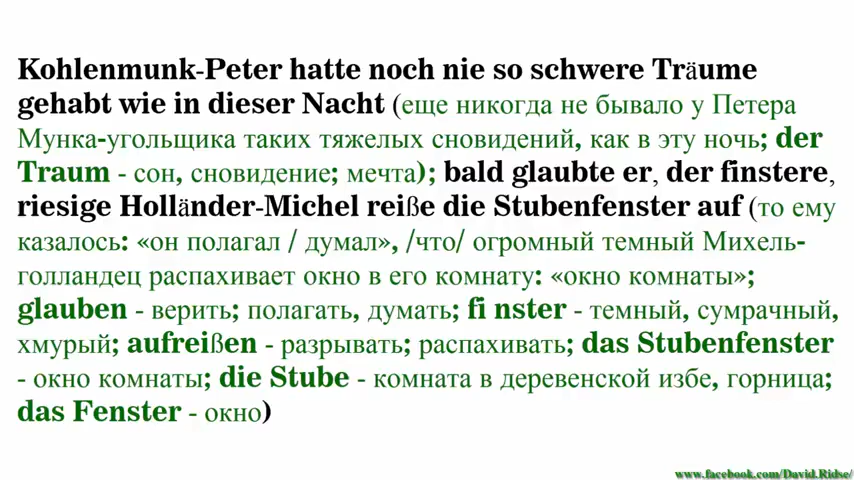 Kohlenmunk-Peter hatte noch nie so schwere Träume
gehabt wie in dieser Nacht (еще никогда не бывало у Петера
Мунка-угольщика таких тяжелых сновидений, как в эту ночь; der
Traum - сон, сновидение; мечта); bald glaubte er, der finstere,
riesige Holländer-Michel reiße die Stubenfenster auf (то ему
казалось: «он полагал / думал», /что/ огромный темный Михель-
голландец распахивает окно в его комнату: «окно комнаты»;
glauben - верить; полагать, думать; fi nster - темный, сумрачный,
хмурый; aufreißen - разрывать; распахивать; das Stubenfenster
- окно комнаты; die Stube - комната в деревенской избе, горница;
das Fenster - окно)
www.facebook.com/David.Ridse/